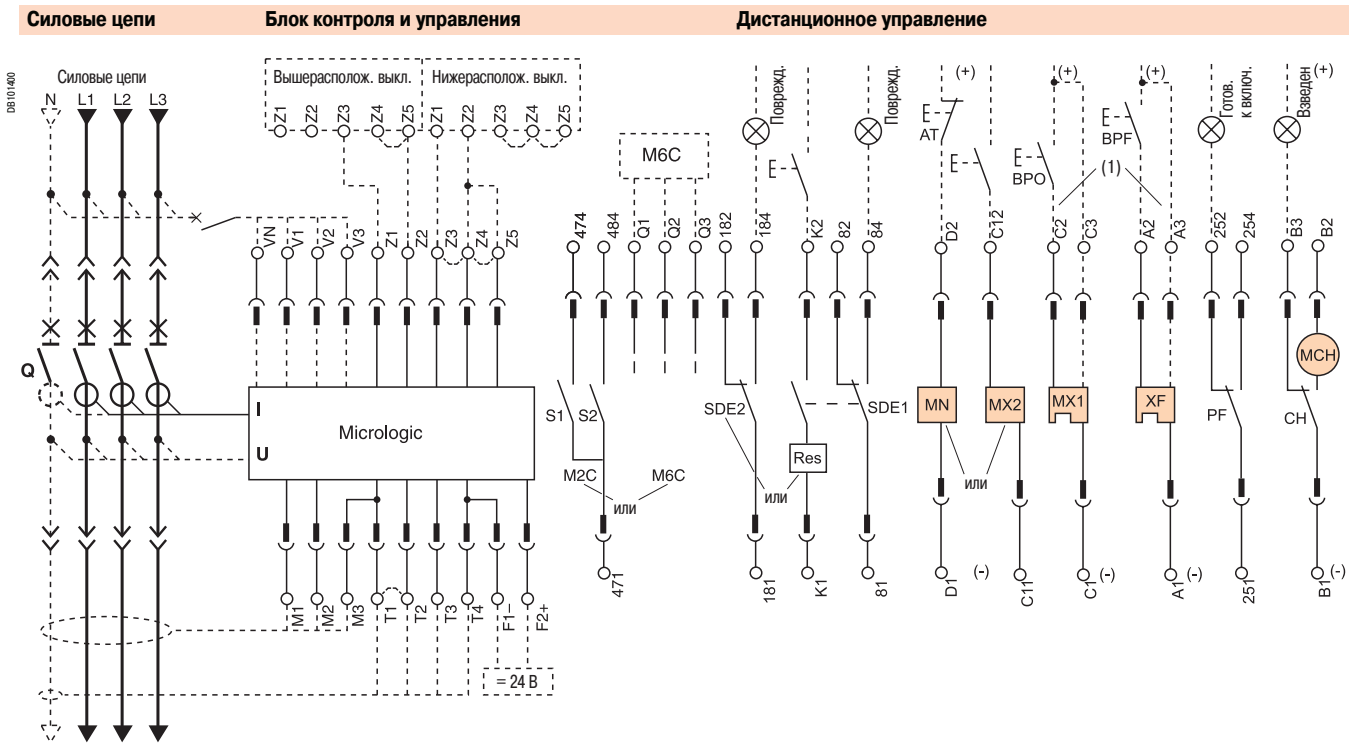 Силовые цепи Блок контроля и управления Дистанционное управление
DB101400
Силовые цепи
N L1 L2 L3
Вышерасполож. выкл. Нижерасполож. выкл.
Z1 Z2 Z3 Z4 Z5 Z1 Z2 Z3 Z4 Z5
M6C
Поврежд.
Поврежд.
AT
(+)
BPO
(+)
BPF
(+)
(1)
Готов. к включ.
Взведен
(+)
VN V1 V2 V3 Z1 Z2 Z3 Z4 Z5
474 484 Q1 Q2 Q3 182 184 K2 82 84 D2 C12 C2 C3 A2 A3 252 254 B3 B2
Q
I
U
Micrologic
S1 S2
M2C или M6C
SDE2 Res SDE1
или
MN MX2 MX1 XF PF CH MCH
или
M1 M2 M3 T1 T2 T3 T4 F1– F2+
471 181 K1 81 D1 (-) C11 C1 (-) A1 (-) 251 B1 (-)
= 24 В